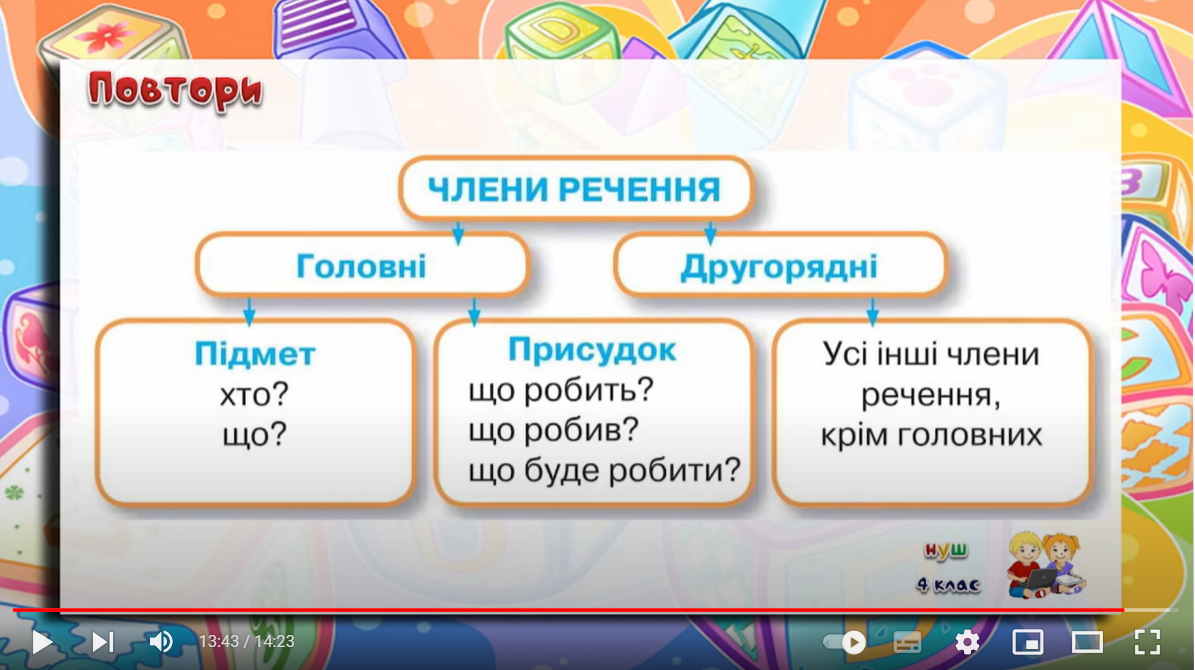 Повтори
ЧЛЕНИ РЕЧЕННЯ
Головні
Другорядні
Підмет
хто?
що?
Присудок
що робить?
що робив?
що буде робити?
Усі інші члени
речення,
крім головних
НУШ
4 клас
13:43 / 14:23